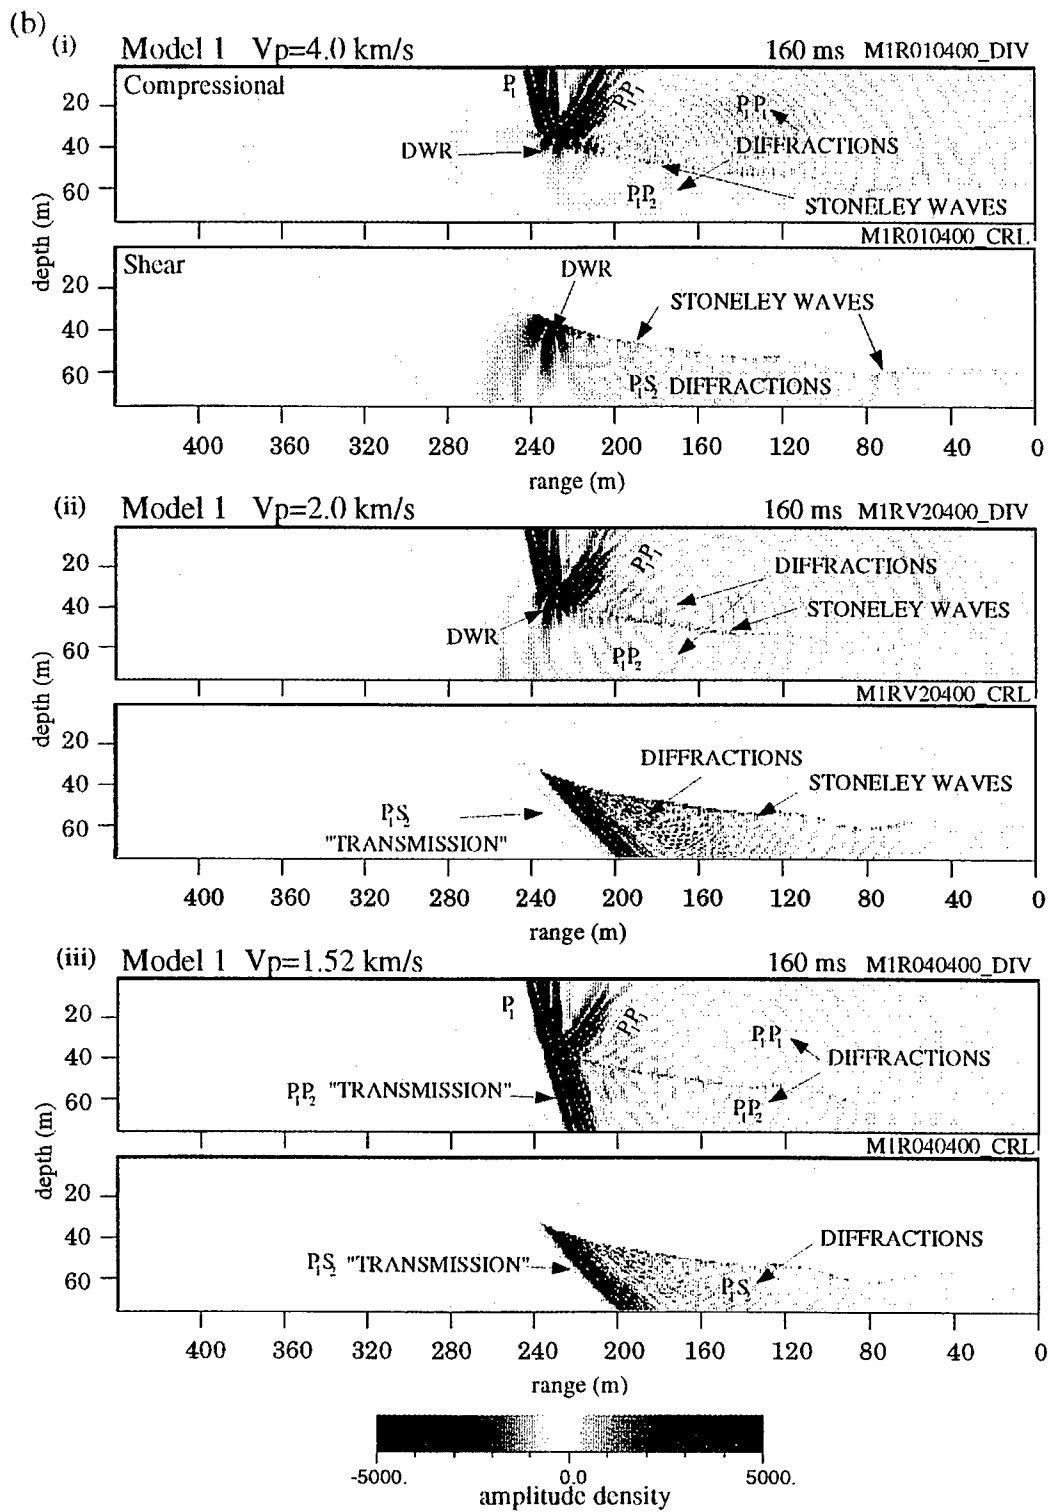 (b)
(i) Model 1 Vp=4.0 km/s 160 ms M1R010400_DIV
Compressional
P₁
P₁P₁
P₁P₁
20
DWR
DIFFRACTIONS
40
60
P₁P₂
STONELEY WAVES
M1R010400_CRL
depth (m)
Shear
DWR
20
STONELEY WAVES
40
60
P₁S₂ DIFFRACTIONS
400 360 320 280 240 200 160 120 80 40 0
range (m)
(ii) Model 1 Vp=2.0 km/s 160 ms M1RV20400_DIV
20
P₁P₁
DIFFRACTIONS
40
STONELEY WAVES
DWR
60
P₁P₂
M1RV20400_CRL
depth (m)
20
DIFFRACTIONS
40
STONELEY WAVES
P₁S₂
60
"TRANSMISSION"
400 360 320 280 240 200 160 120 80 40 0
range (m)
(iii) Model 1 Vp=1.52 km/s 160 ms M1R040400_DIV
P₁
20
P₁P₁
P₁P₁
40
DIFFRACTIONS
P₁P₂ "TRANSMISSION"
60
P₁P₂
M1R040400_CRL
depth (m)
20
40
DIFFRACTIONS
P₁S₂ "TRANSMISSION"
60
P₁S₂
400 360 320 280 240 200 160 120 80 40 0
range (m)
-5000. 0.0 5000.
amplitude density